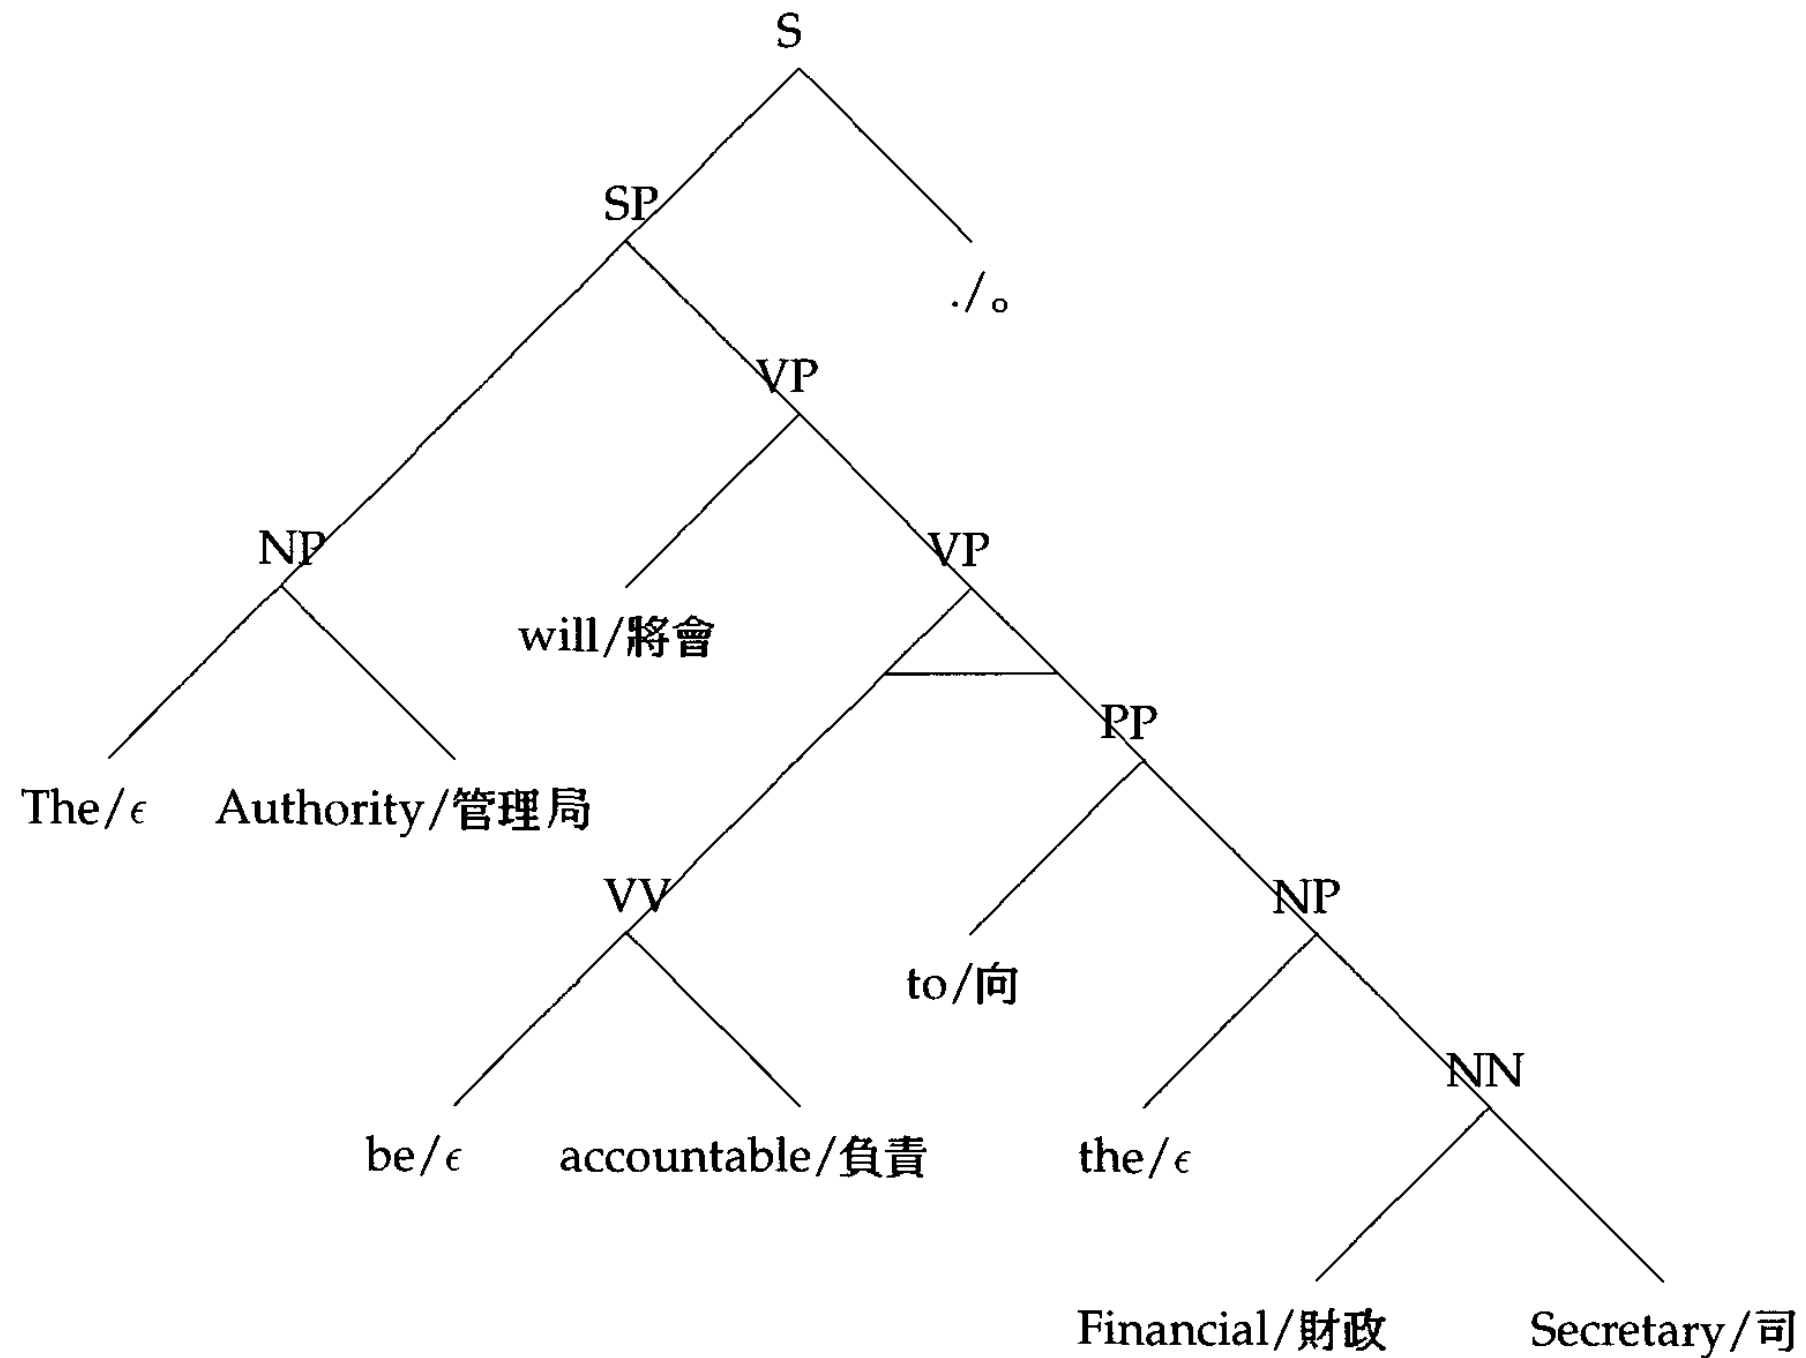 S
SP
./。
VP
NP
VP
will/將會
PP
The/ϵ
Authority/管理局
VV
NP
to/向
NN
be/ϵ
accountable/負責
the/ϵ
Financial/財政
Secretary/司